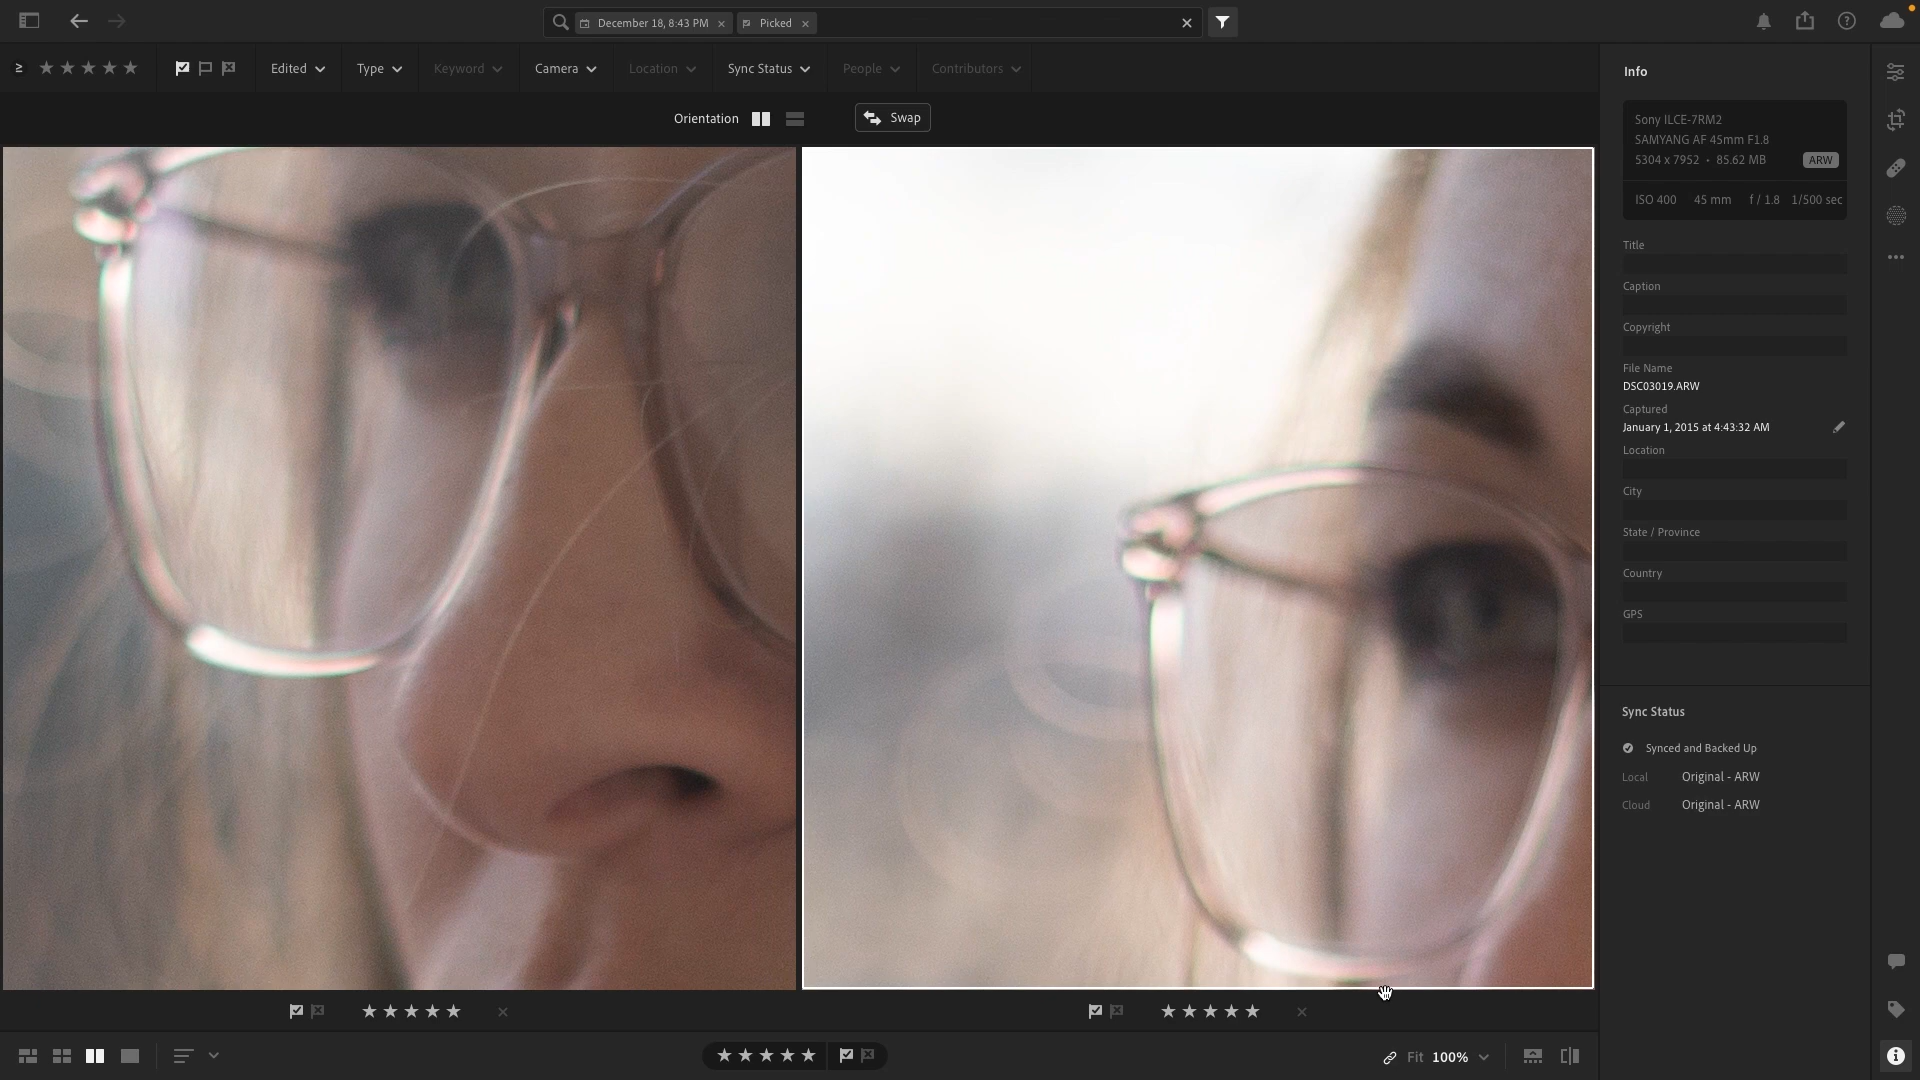 December 18, 8:43 PM
Picked
Edited
Type
Keyword
Camera
Location
Sync Status
People
Contributors
Orientation
Swap
Info
Sony ILCE-7RM2
SAMYANG AF 45mm F1.8
5304 x 7952 • 85.62 MB
ARW
ISO 400 45 mm f / 1.8 1/500 sec
Title
Caption
Copyright
File Name
DSC03019.ARW
Captured
January 1, 2015 at 4:43:32 AM
Location
City
State / Province
Country
GPS
Sync Status
Synced and Backed Up
Local Original - ARW
Cloud Original - ARW
Fit 100%